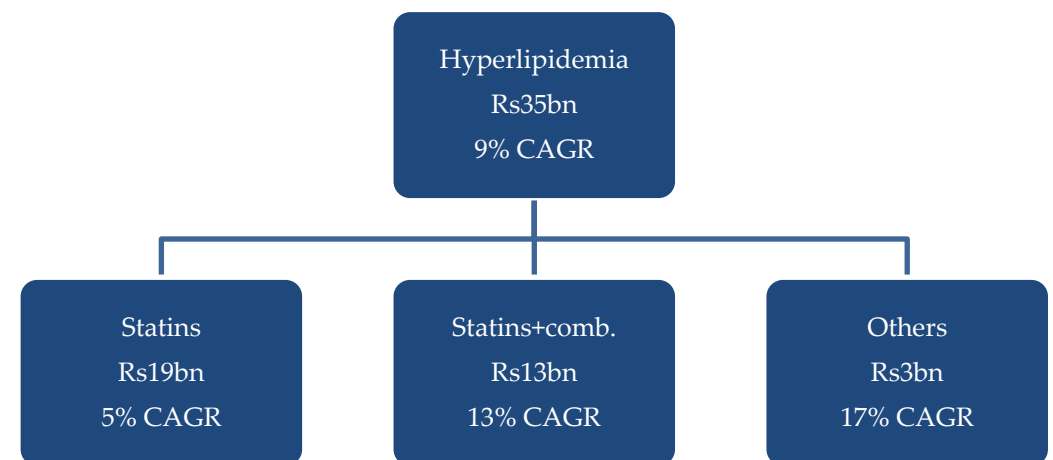 Hyperlipidemia
Rs35bn
9% CAGR
Statins
Rs19bn
5% CAGR
Statins+comb.
Rs13bn
13% CAGR
Others
Rs3bn
17% CAGR